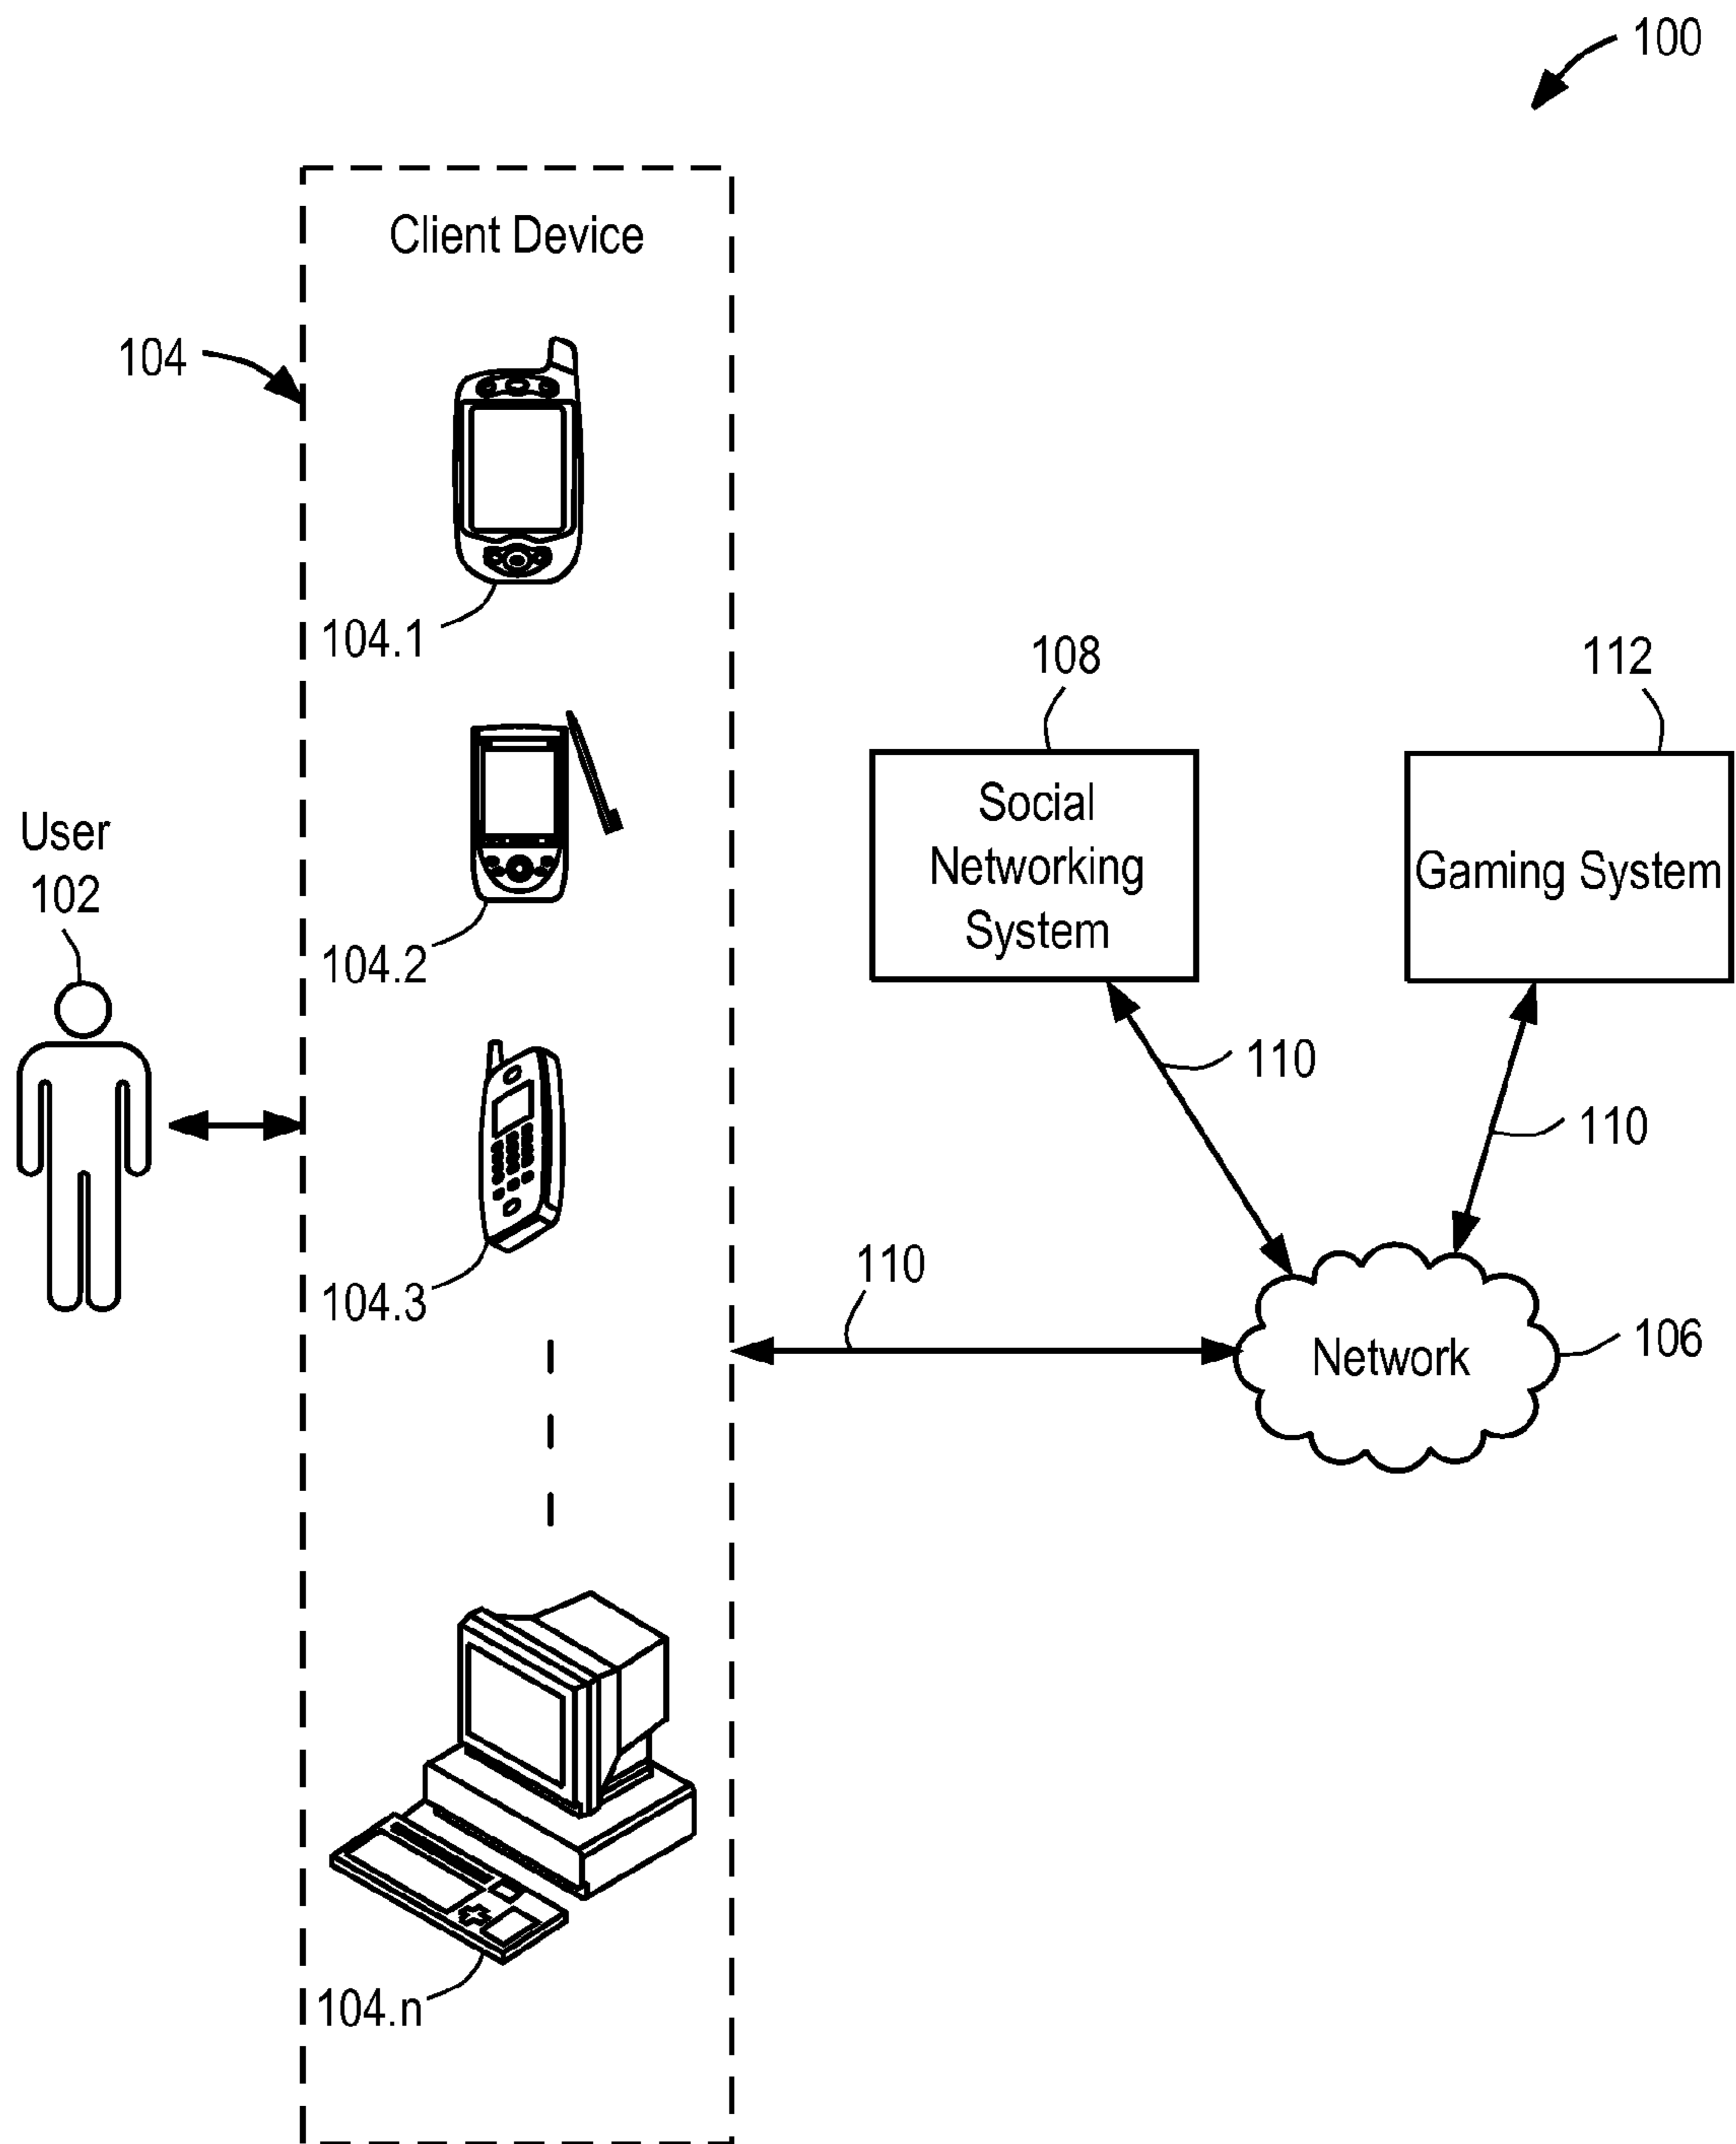 100
Client Device
104
104.1
108
112
Social
Networking
System
Gaming System
User
102
104.2
110
110
104.3
110
Network
106
104.n